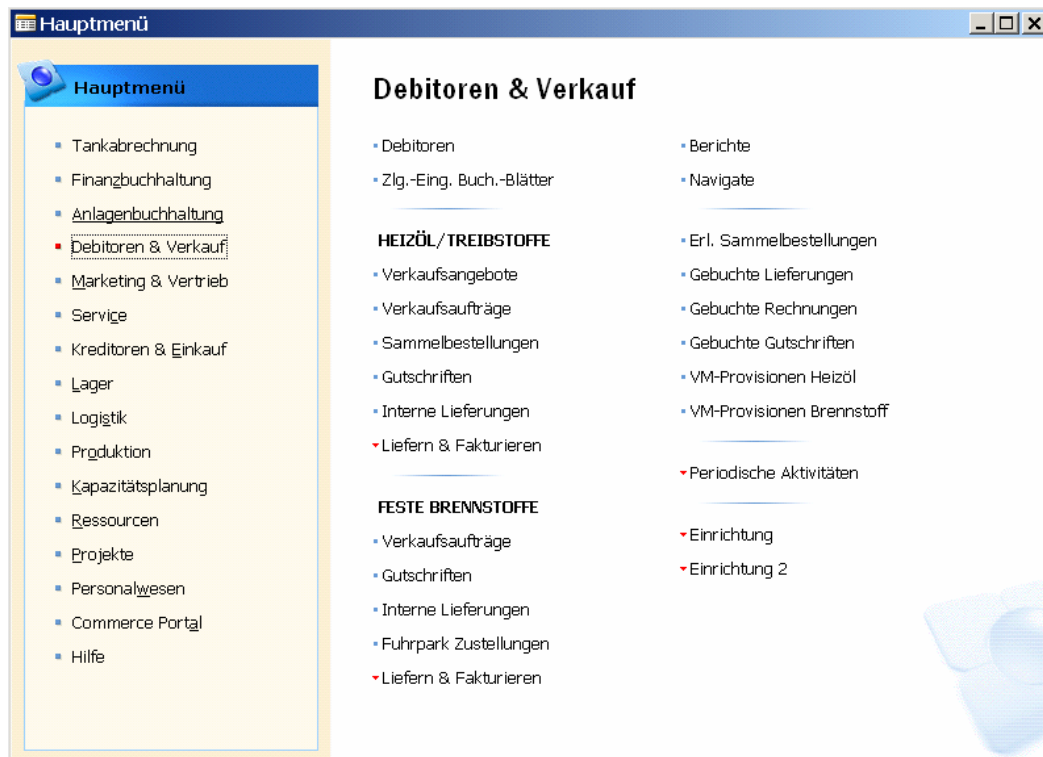 Hauptmenü
Hauptmenü
Tankabrechnung
Finanzbuchhaltung
Anlagenbuchhaltung
Debitoren & Verkauf
Marketing & Vertrieb
Service
Kreditoren & Einkauf
Lager
Logistik
Produktion
Kapazitätsplanung
Ressourcen
Projekte
Personalwesen
Commerce Portal
Hilfe
Debitoren & Verkauf
Debitoren
Zlg.-Eing. Buch.-Blätter
HEIZÖL/TREIBSTOFFE
Verkaufsangebote
Verkaufsaufträge
Sammelbestellungen
Gutschriften
Interne Lieferungen
Liefern & Fakturieren
FESTE BRENNSTOFFE
Verkaufsaufträge
Gutschriften
Interne Lieferungen
Fuhrpark Zustellungen
Liefern & Fakturieren
Berichte
Navigate
Erl. Sammelbestellungen
Gebuchte Lieferungen
Gebuchte Rechnungen
Gebuchte Gutschriften
VM-Provisionen Heizöl
VM-Provisionen Brennstoff
Periodische Aktivitäten
Einrichtung
Einrichtung 2